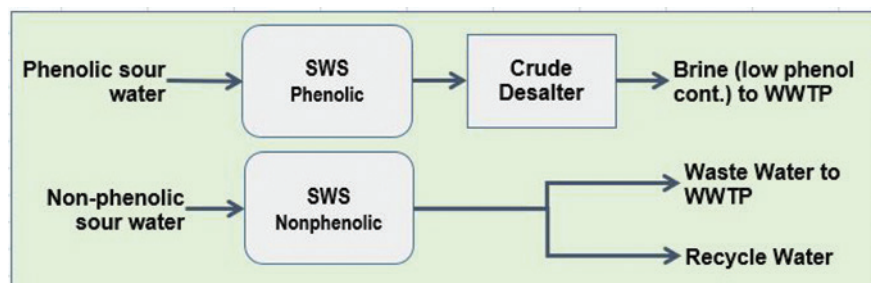 Phenolic sour
water
SWS
Phenolic
Crude
Desalter
Brine (low phenol
cont.) to WWTP
Non-phenolic
sour water
SWS
Nonphenolic
Waste Water to
WWTP
Recycle Water